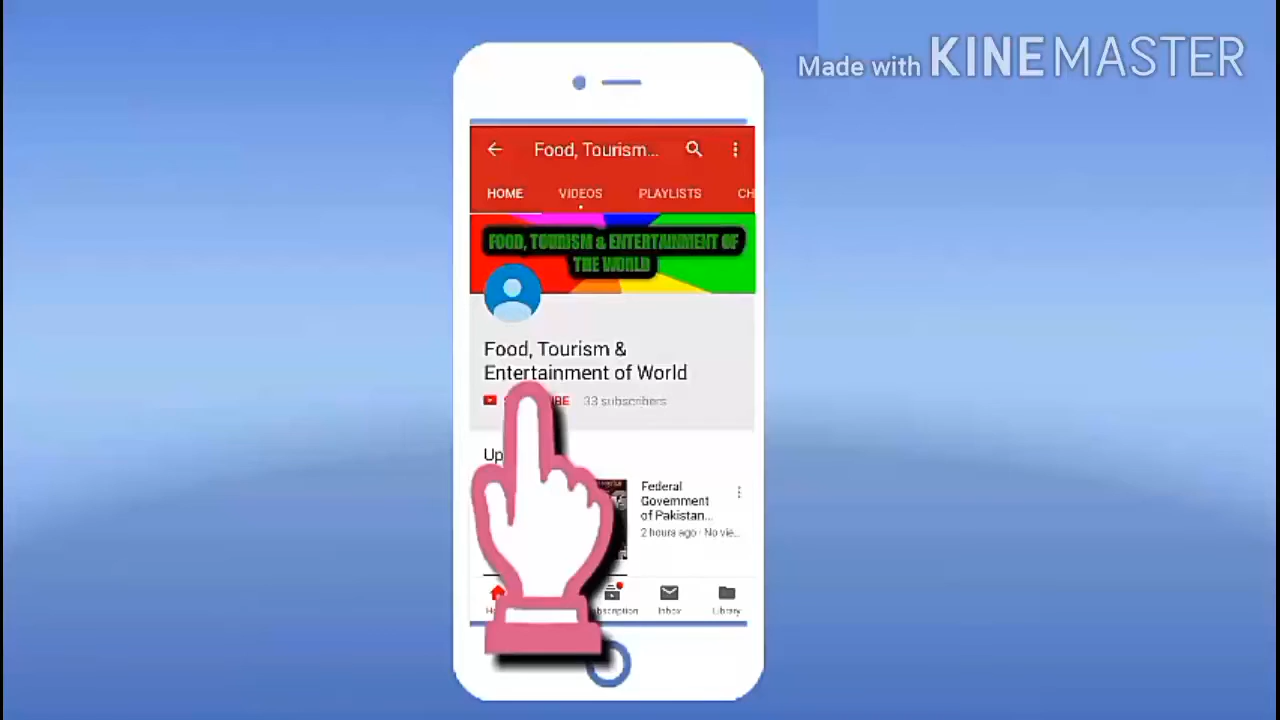 Made with KINEMASTER
Food, Tourism...
HOME VIDEOS PLAYLISTS CH
FOOD, TOURISM & ENTERTAINMENT OF
THE WORLD
Food, Tourism &
Entertainment of World
33 subscribers
Up
Federal
Government
of Pakistan...
2 hours ago · No vie...
Inbox Library